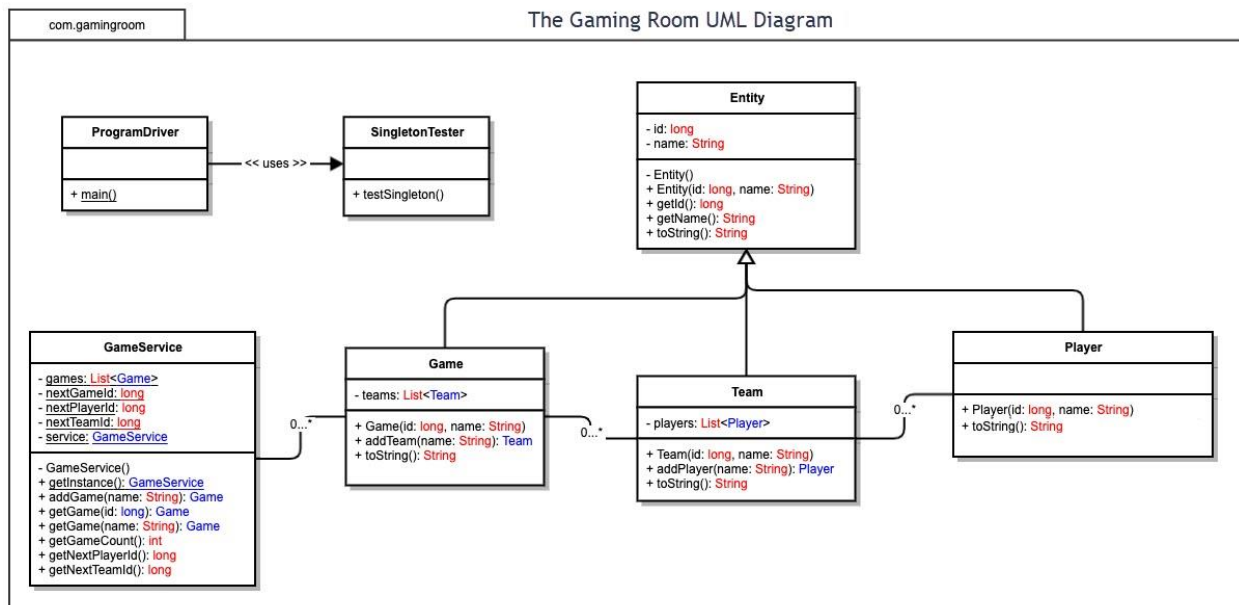 com.gamingroom
The Gaming Room UML Diagram
ProgramDriver
+ main()
<< uses >>
SingletonTester
+ testSingleton()
Entity
- id: long
- name: String
- Entity()
+ Entity(id: long, name: String)
+ getId(): long
+ getName(): String
+ toString(): String
GameService
- games: List<Game>
- nextGameId: long
- nextPlayerId: long
- nextTeamId: long
- service: GameService
- GameService()
+ getInstance(): GameService
+ addGame(name: String): Game
+ getGame(id: long): Game
+ getGame(name: String): Game
+ getGameCount(): int
+ getNextPlayerId(): long
+ getNextTeamId(): long
0...*
Game
- teams: List<Team>
+ Game(id: long, name: String)
+ addTeam(name: String): Team
+ toString(): String
0...*
Team
- players: List<Player>
+ Team(id: long, name: String)
+ addPlayer(name: String): Player
+ toString(): String
0...*
Player
+ Player(id: long, name: String)
+ toString(): String